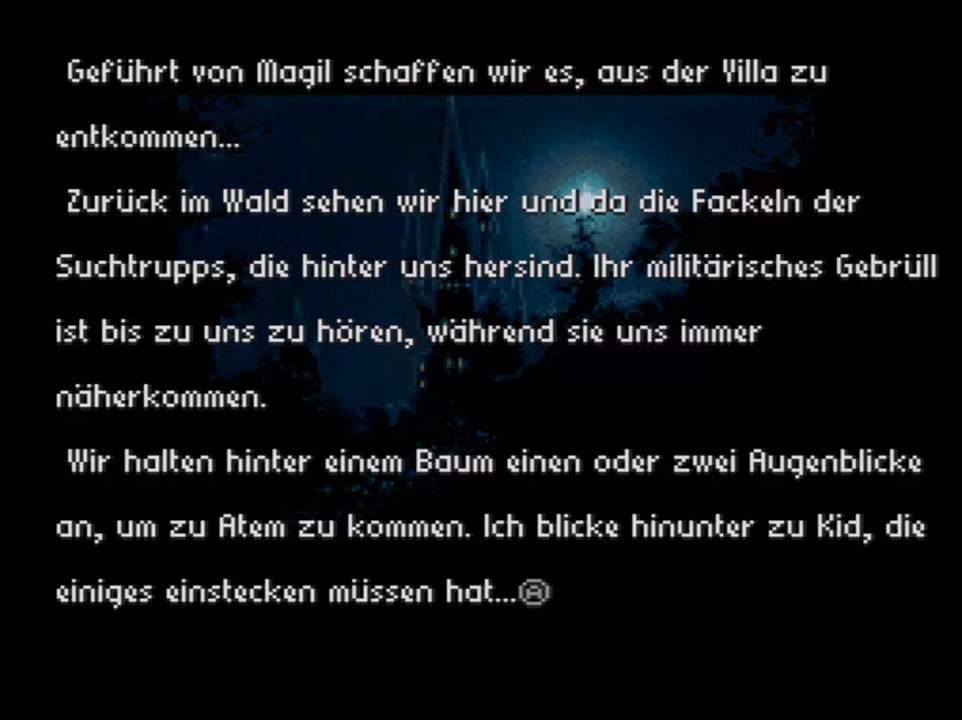 Geführt von Magil schaffen wir es, aus der Villa zu
entkommen...
Zurück im Wald sehen wir hier und da die Fackeln der
Suchtrupps, die hinter uns hersind. Ihr militärisches Gebrüll
ist bis zu uns zu hören, während sie uns immer
näherkommen.
Wir halten hinter einem Baum einen oder zwei Augenblicke
an, um zu Atem zu kommen. Ich blicke hinunter zu Kid, die
einiges einstecken müssen hat...Ⓐ